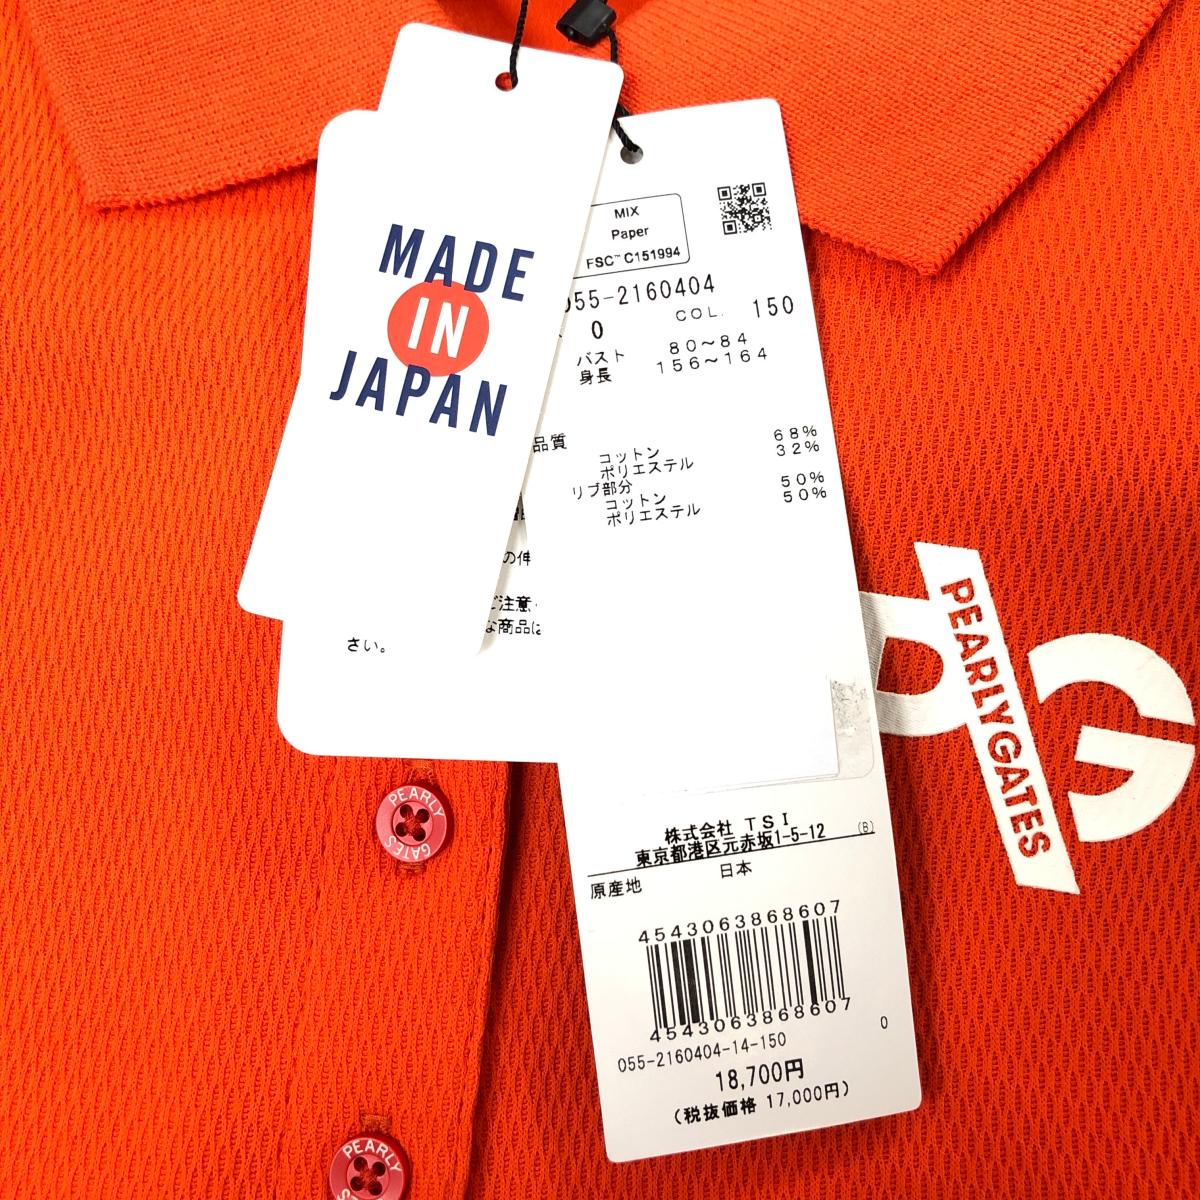 MADE
IN
JAPAN
MIX
Paper
FSC™ C151994
055-2160404
0 COL. 150
バスト 80～84
身長 156～164
品質
コットン 68%
ポリエステル 32%
リブ部分
コットン 50%
ポリエステル 50%
の伸
ご注意
な商品は
さい。
株式会社 TSI
東京都港区元赤坂1-5-12 (B)
原産地 日本
4543063868607
4543063868607
055-2160404-14-150 0
18,700円
(税抜価格 17,000円)
PG
PEARLY GATES
PEARLY
GATES
PEARLY